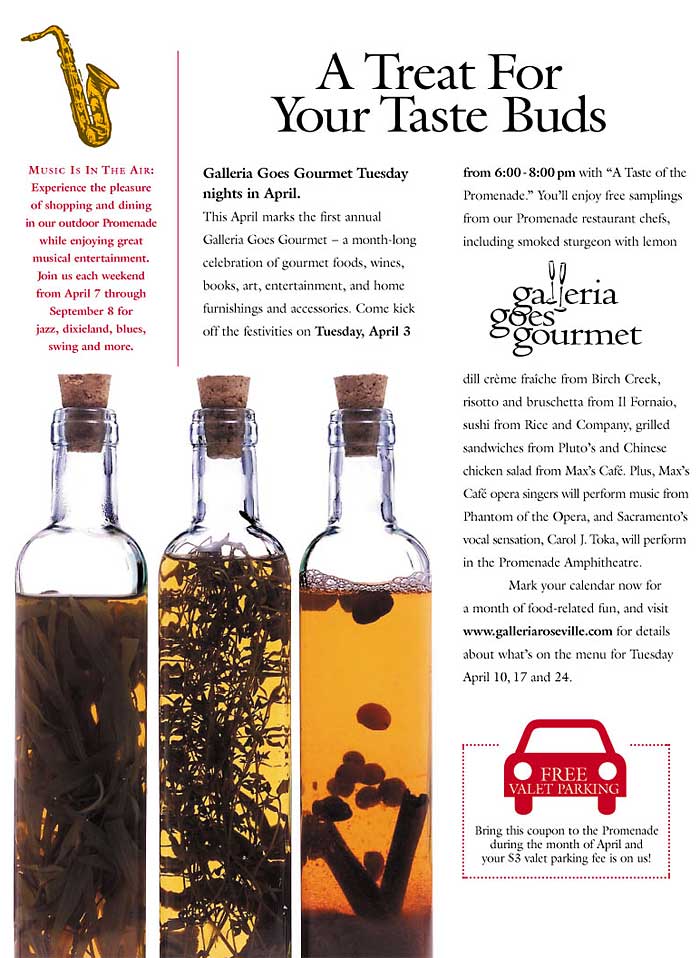 A Treat For
Your Taste Buds
MUSIC IS IN THE AIR:
Experience the pleasure
of shopping and dining
in our outdoor Promenade
while enjoying great
musical entertainment.
Join us each weekend
from April 7 through
September 8 for
jazz, dixieland, blues,
swing and more.
Galleria Goes Gourmet Tuesday
nights in April.
This April marks the first annual
Galleria Goes Gourmet – a month-long
celebration of gourmet foods, wines,
books, art, entertainment, and home
furnishings and accessories. Come kick
off the festivities on Tuesday, April 3
from 6:00 - 8:00 pm with “A Taste of the
Promenade.” You’ll enjoy free samplings
from our Promenade restaurant chefs,
including smoked sturgeon with lemon
galleria
goes
gourmet
dill crème fraîche from Birch Creek,
risotto and bruschetta from Il Fornaio,
sushi from Rice and Company, grilled
sandwiches from Pluto’s and Chinese
chicken salad from Max’s Café. Plus, Max’s
Café opera singers will perform music from
Phantom of the Opera, and Sacramento’s
vocal sensation, Carol J. Toka, will perform
in the Promenade Amphitheatre.
Mark your calendar now for
a month of food-related fun, and visit
www.galleriaroseville.com for details
about what’s on the menu for Tuesday
April 10, 17 and 24.
FREE
VALET PARKING
Bring this coupon to the Promenade
during the month of April and
your $3 valet parking fee is on us!